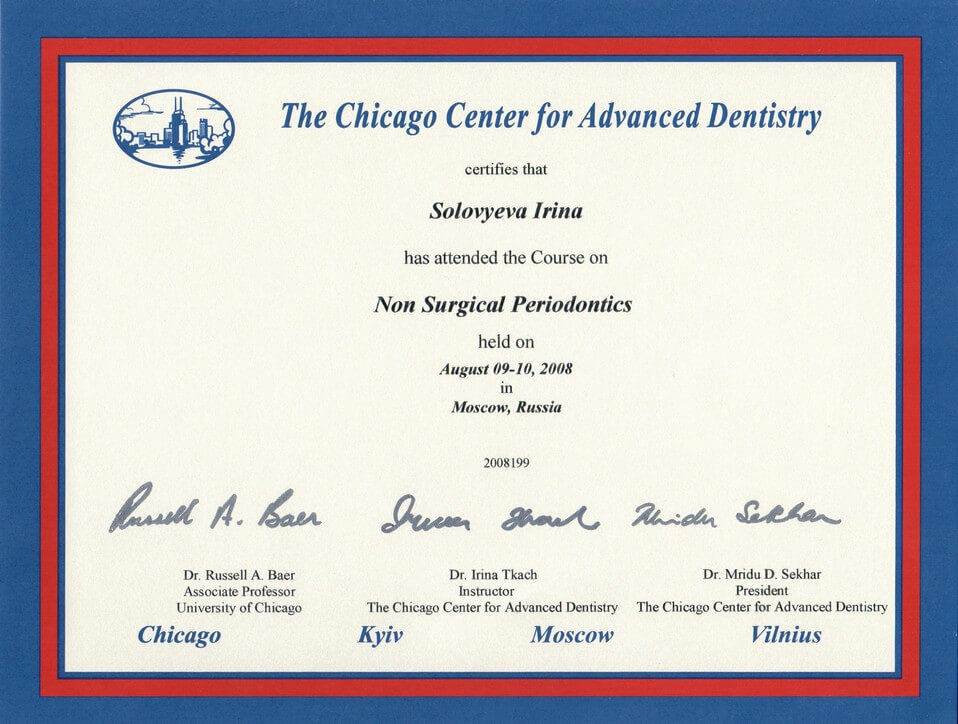 The Chicago Center for Advanced Dentistry
certifies that
Solovyeva Irina
has attended the Course on
Non Surgical Periodontics
held on
August 09-10, 2008
in
Moscow, Russia
2008199
Russell A. Baer
Mridu Sekhar
Dr. Russell A. Baer
Associate Professor
University of Chicago
Dr. Irina Tkach
Instructor
The Chicago Center for Advanced Dentistry
Dr. Mridu D. Sekhar
President
The Chicago Center for Advanced Dentistry
Chicago Kyiv Moscow Vilnius